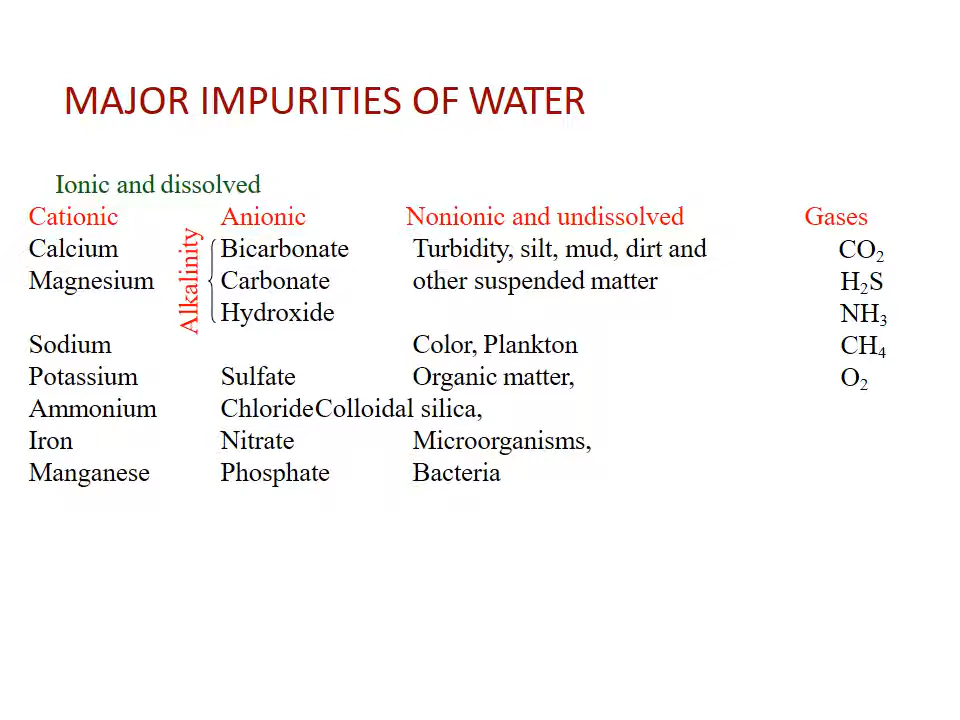 MAJOR IMPURITIES OF WATER
Ionic and dissolved
Cationic Anionic Nonionic and undissolved Gases
Alkalinity
Calcium Bicarbonate Turbidity, silt, mud, dirt and CO₂
Magnesium Carbonate other suspended matter H₂S
Hydroxide NH₃
Sodium Color, Plankton CH₄
Potassium Sulfate Organic matter, O₂
Ammonium ChlorideColloidal silica,
Iron Nitrate Microorganisms,
Manganese Phosphate Bacteria